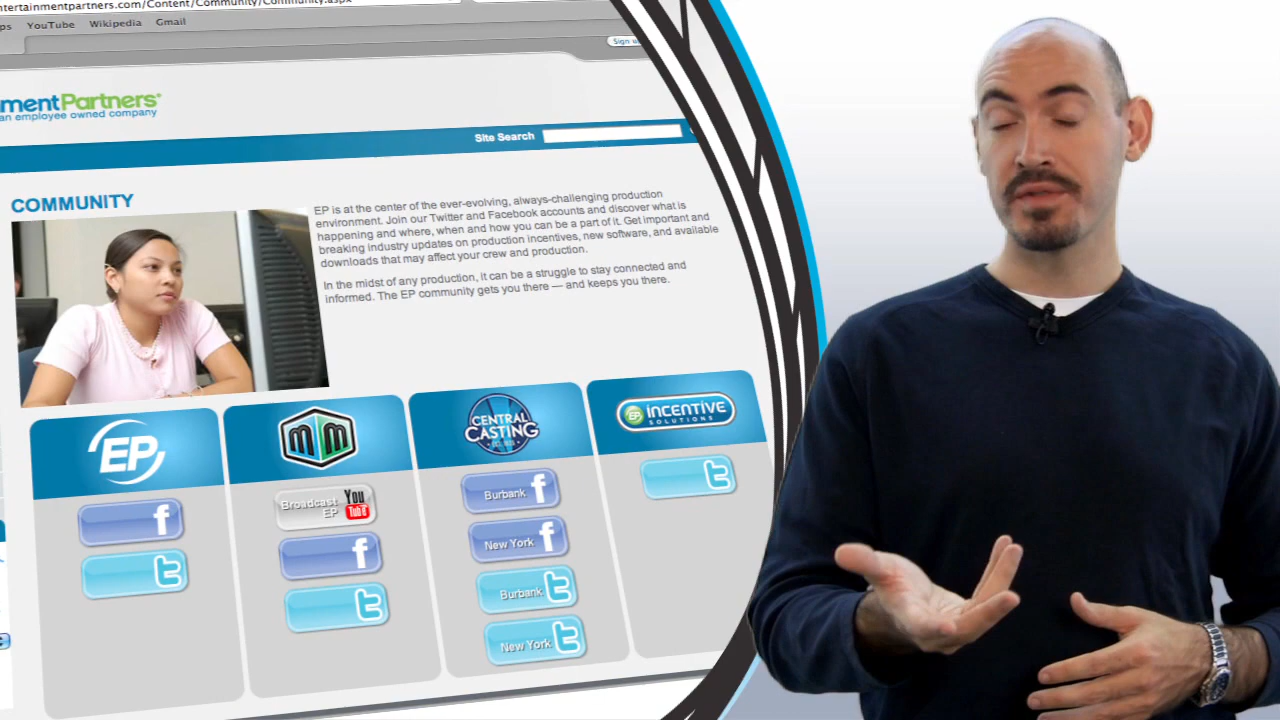 ntertainmentpartners.com/Content/Community/Community.aspx
ps YouTube Wikipedia Gmail
Sign u
mentPartners®
an employee owned company
Site Search
COMMUNITY
EP is at the center of the ever-evolving, always-challenging production
environment. Join our Twitter and Facebook accounts and discover what is
happening and where, when and how you can be a part of it. Get important and
breaking industry updates on production incentives, new software, and available
downloads that may affect your crew and production.
In the midst of any production, it can be a struggle to stay connected and
informed. The EP community gets you there — and keeps you there.
EP
MM
CENTRAL
CASTING
EP INCENTIVE
SOLUTIONS
f
t
Broadcast
EP
You
Tube
f
t
Burbank f
New York f
Burbank t
New York t
t